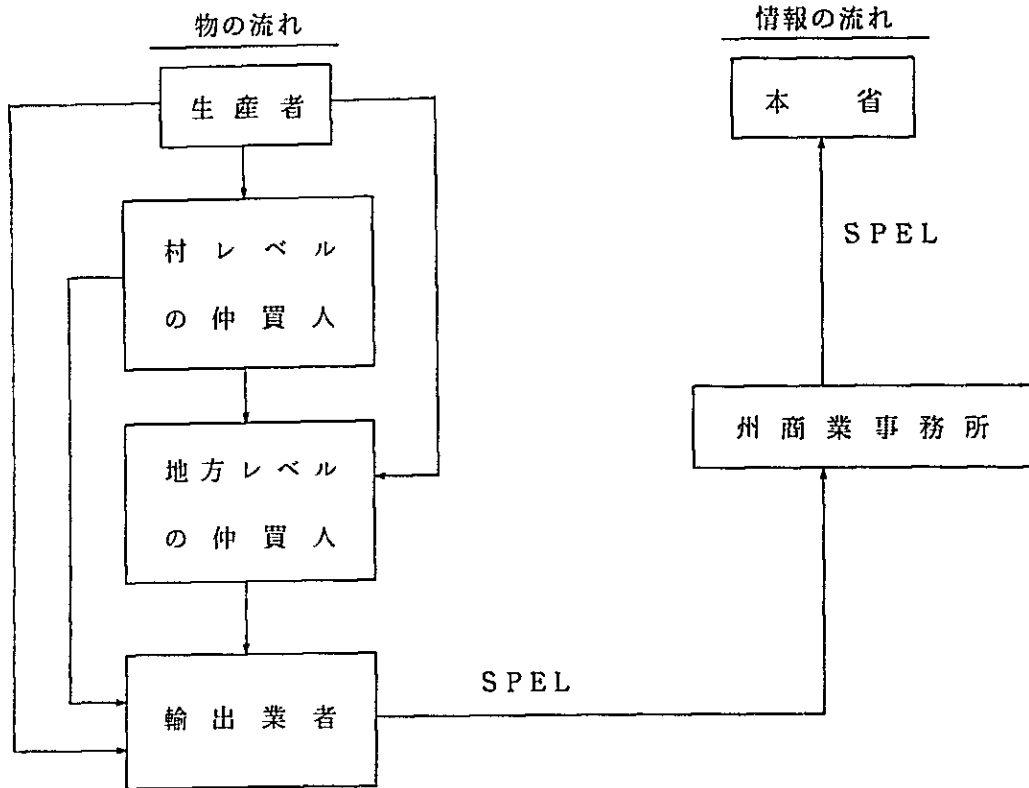 物の流れ
生産者
村レベル
の仲買人
地方レベル
の仲買人
輸出業者
SPEL
情報の流れ
本省
SPEL
州商業事務所